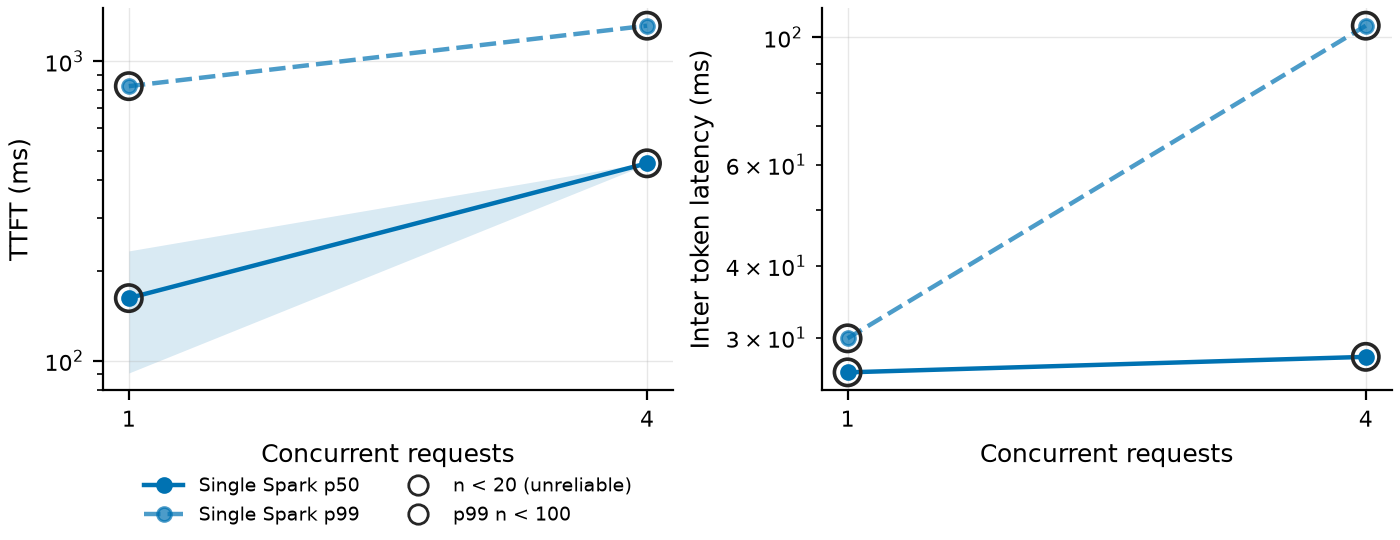 TTFT (ms)
10³
10²
1
4
Concurrent requests
Inter token latency (ms)
10²
6 × 10¹
4 × 10¹
3 × 10¹
1
4
Concurrent requests
Single Spark p50
Single Spark p99
n < 20 (unreliable)
p99 n < 100